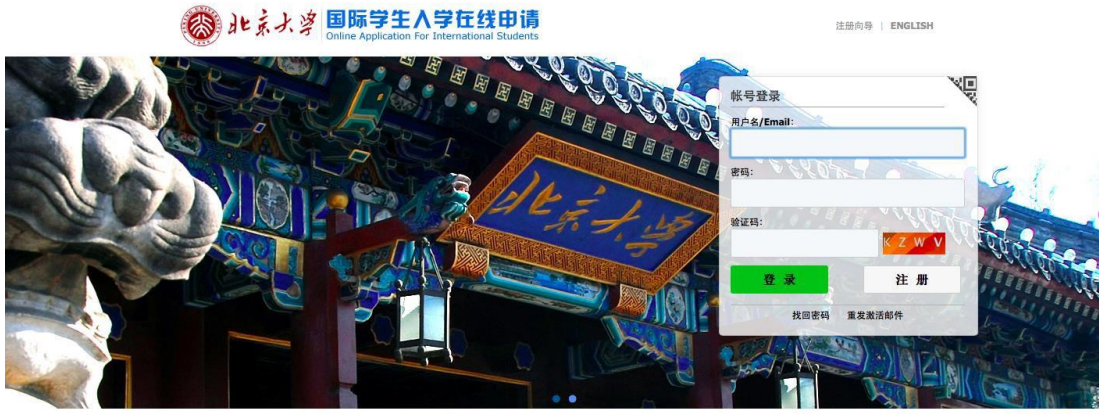 北京大学
国际学生入学在线申请
Online Application For International Students
注册向导 | ENGLISH
北京大学
帐号登录
用户名/Email:
密码:
验证码:
K Z W V
登 录
注 册
找回密码 重发激活邮件